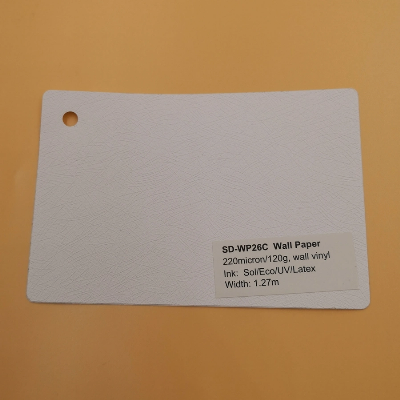 SD-WP26C Wall Paper
220micron/120g, wall vinyl
Ink: Sol/Eco/UV/Latex
Width: 1.27m